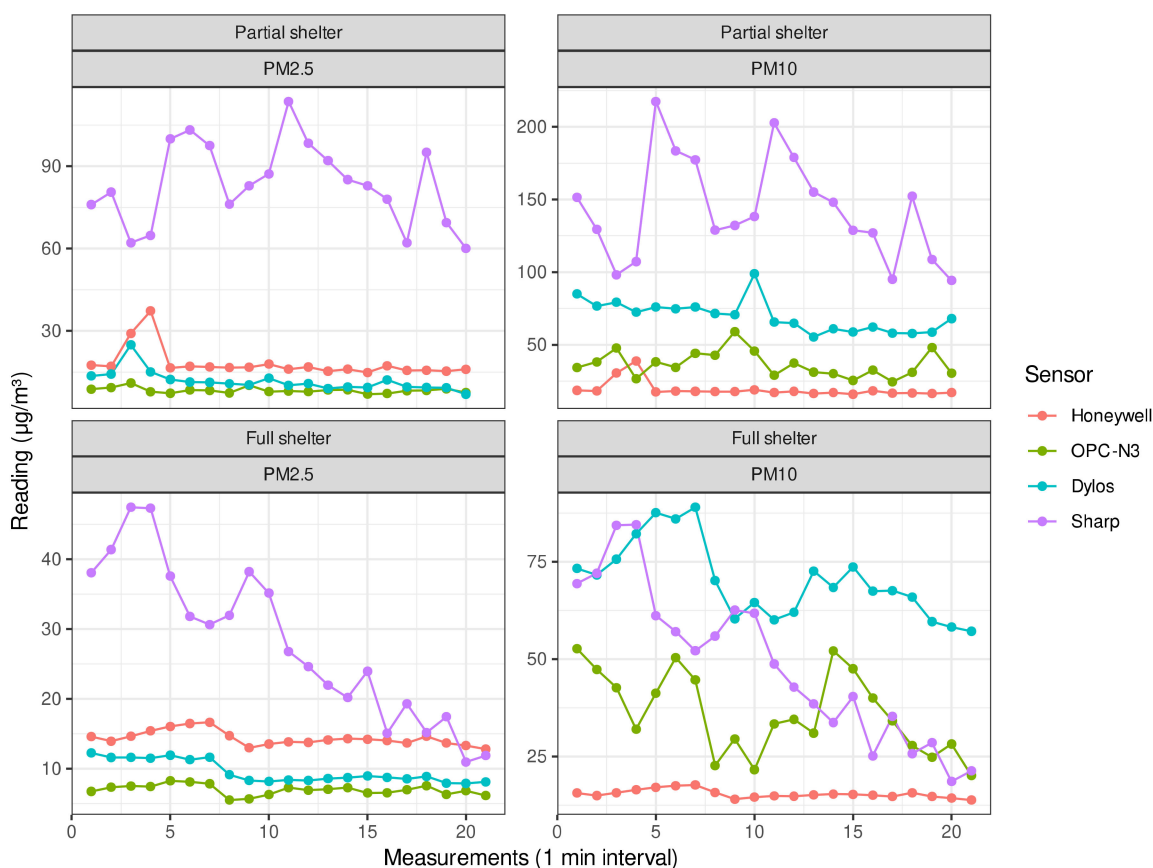 Partial shelter
PM2.5
Partial shelter
PM10
90
60
30
200
150
100
50
Full shelter
PM2.5
Full shelter
PM10
40
30
20
10
75
50
25
0 5 10 15 20
0 5 10 15 20
Measurements (1 min interval)
Reading (μg/m³)
Sensor
Honeywell
OPC-N3
Dylos
Sharp